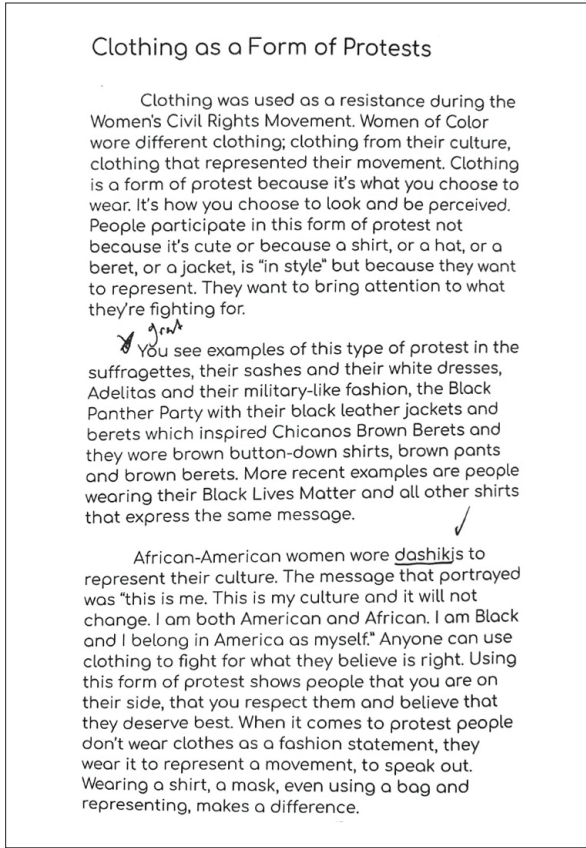 Clothing as a Form of Protests
Clothing was used as a resistance during the
Women's Civil Rights Movement. Women of Color
wore different clothing; clothing from their culture,
clothing that represented their movement. Clothing
is a form of protest because it's what you choose to
wear. It's how you choose to look and be perceived.
People participate in this form of protest not
because it's cute or because a shirt, or a hat, or a
beret, or a jacket, is "in style" but because they want
to represent. They want to bring attention to what
they're fighting for.
great
You see examples of this type of protest in the
suffragettes, their sashes and their white dresses,
Adelitas and their military-like fashion, the Black
Panther Party with their black leather jackets and
berets which inspired Chicanos Brown Berets and
they wore brown button-down shirts, brown pants
and brown berets. More recent examples are people
wearing their Black Lives Matter and all other shirts
that express the same message.
African-American women wore dashikjs to
represent their culture. The message that portrayed
was "this is me. This is my culture and it will not
change. I am both American and African. I am Black
and I belong in America as myself." Anyone can use
clothing to fight for what they believe is right. Using
this form of protest shows people that you are on
their side, that you respect them and believe that
they deserve best. When it comes to protest people
don't wear clothes as a fashion statement, they
wear it to represent a movement, to speak out.
Wearing a shirt, a mask, even using a bag and
representing, makes a difference.